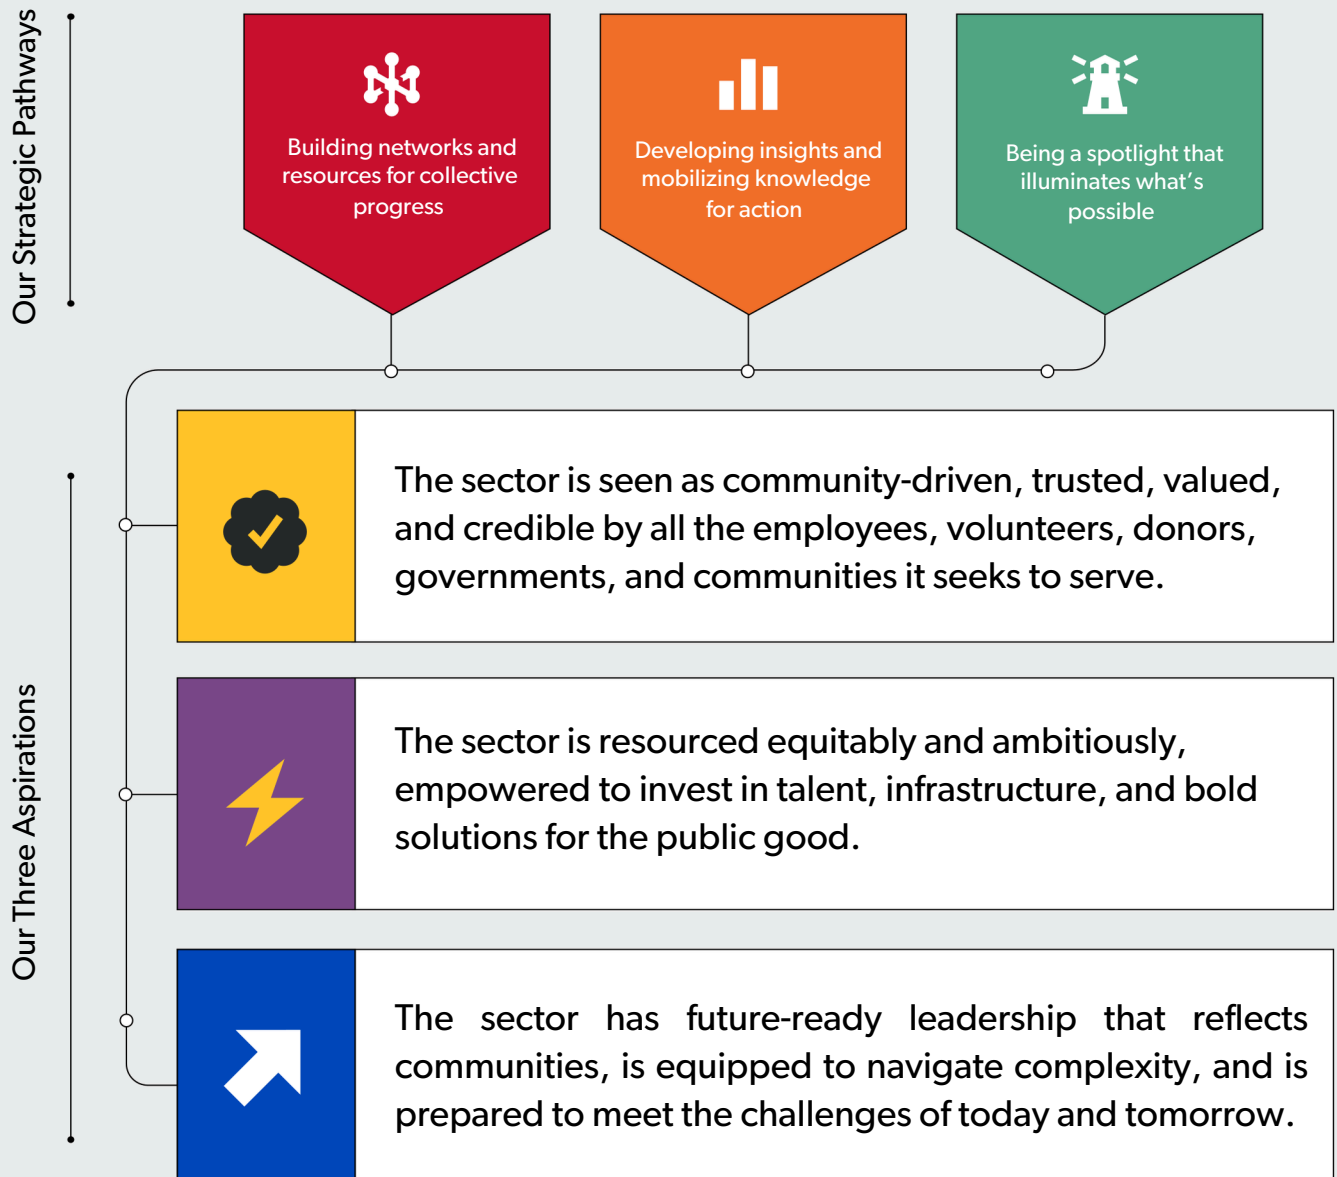 Our Strategic Pathways
Building networks and
resources for collective
progress
Developing insights and
mobilizing knowledge
for action
Being a spotlight that
illuminates what’s
possible
Our Three Aspirations
The sector is seen as community-driven, trusted, valued,
and credible by all the employees, volunteers, donors,
governments, and communities it seeks to serve.
The sector is resourced equitably and ambitiously,
empowered to invest in talent, infrastructure, and bold
solutions for the public good.
The sector has future-ready leadership that reflects
communities, is equipped to navigate complexity, and is
prepared to meet the challenges of today and tomorrow.